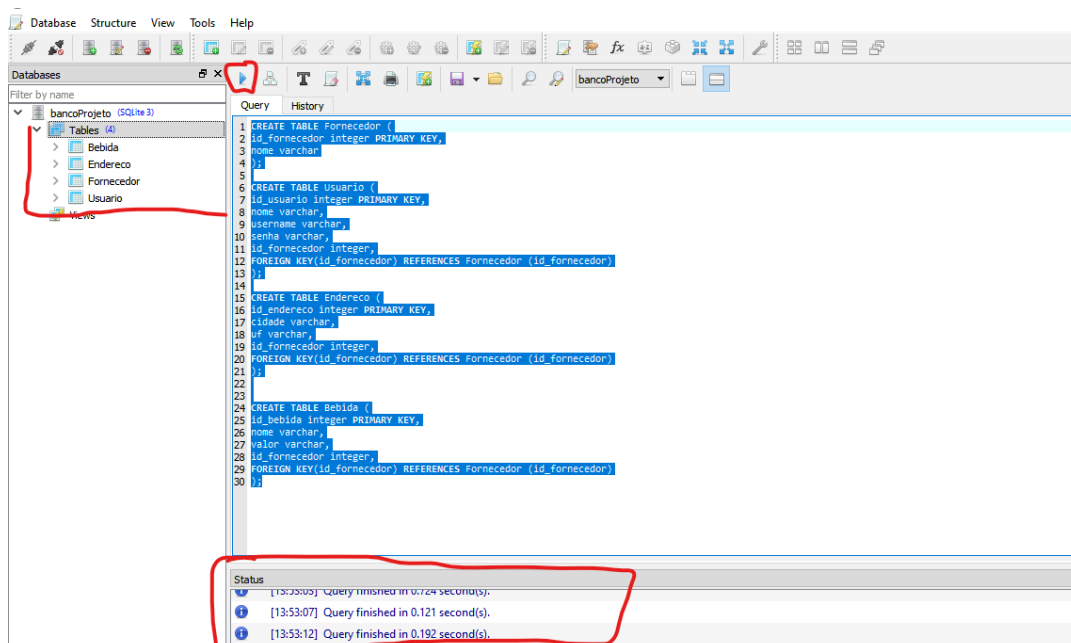 Database Structure View Tools Help
Databases
Filter by name
bancoProjeto (SQLite 3)
Tables (4)
Bebida
Endereco
Fornecedor
Usuario
Views
bancoProjeto
Query History
1 CREATE TABLE Fornecedor (
2 id_fornecedor integer PRIMARY KEY,
3 nome varchar
4 );
5
6 CREATE TABLE Usuario (
7 id_usuario integer PRIMARY KEY,
8 nome varchar,
9 username varchar,
10 senha varchar,
11 id_fornecedor integer,
12 FOREIGN KEY(id_fornecedor) REFERENCES Fornecedor (id_fornecedor)
13 );
14
15 CREATE TABLE Endereco (
16 id_endereco integer PRIMARY KEY,
17 cidade varchar,
18 uf varchar,
19 id_fornecedor integer,
20 FOREIGN KEY(id_fornecedor) REFERENCES Fornecedor (id_fornecedor)
21 );
22
23
24 CREATE TABLE Bebida (
25 id_bebida integer PRIMARY KEY,
26 nome varchar,
27 valor varchar,
28 id_fornecedor integer,
29 FOREIGN KEY(id_fornecedor) REFERENCES Fornecedor (id_fornecedor)
30 );
Status
[13:53:03] Query finished in 0.724 second(s).
[13:53:07] Query finished in 0.121 second(s).
[13:53:12] Query finished in 0.192 second(s).